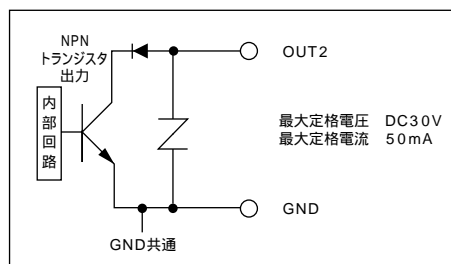 NPN
トランジスタ
出力
内部回路
OUT2
最大定格電圧 DC30V
最大定格電流 50mA
GND
GND共通